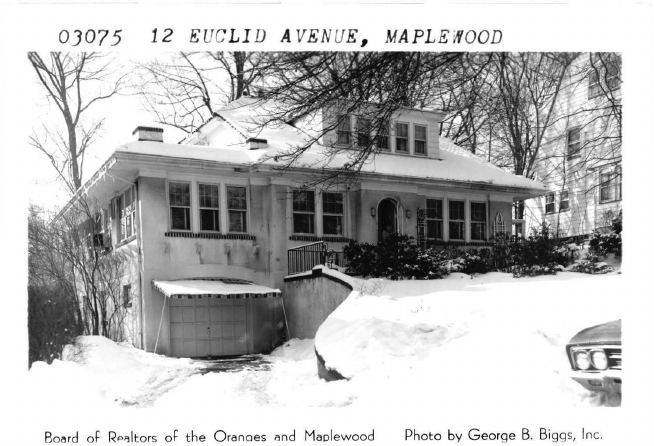 03075 12 EUCLID AVENUE, MAPLEWOOD
Board of Realtors of the Oranges and Maplewood Photo by George B. Biggs, Inc.